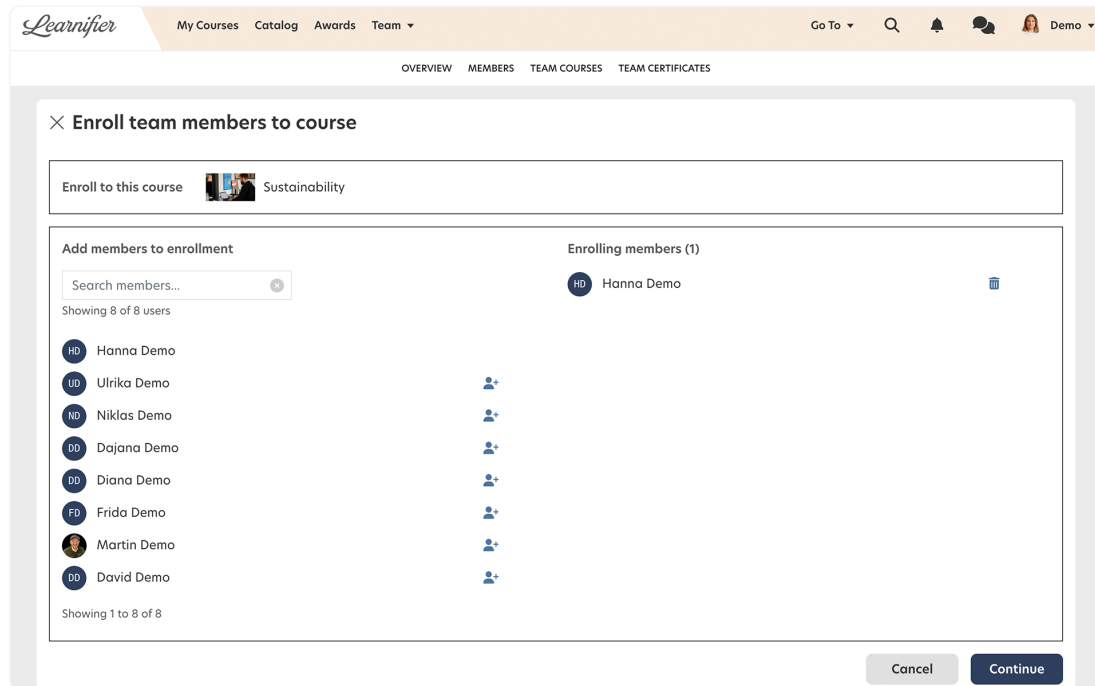 Learnifier My Courses Catalog Awards Team Go To Demo
OVERVIEW MEMBERS TEAM COURSES TEAM CERTIFICATES
Enroll team members to course
Enroll to this course Sustainability
Add members to enrollment
Search members...
Showing 8 of 8 users
HD Hanna Demo
UD Ulrika Demo
ND Niklas Demo
DD Dajana Demo
DD Diana Demo
FD Frida Demo
Martin Demo
DD David Demo
Showing 1 to 8 of 8
Enrolling members (1)
HD Hanna Demo
Cancel Continue